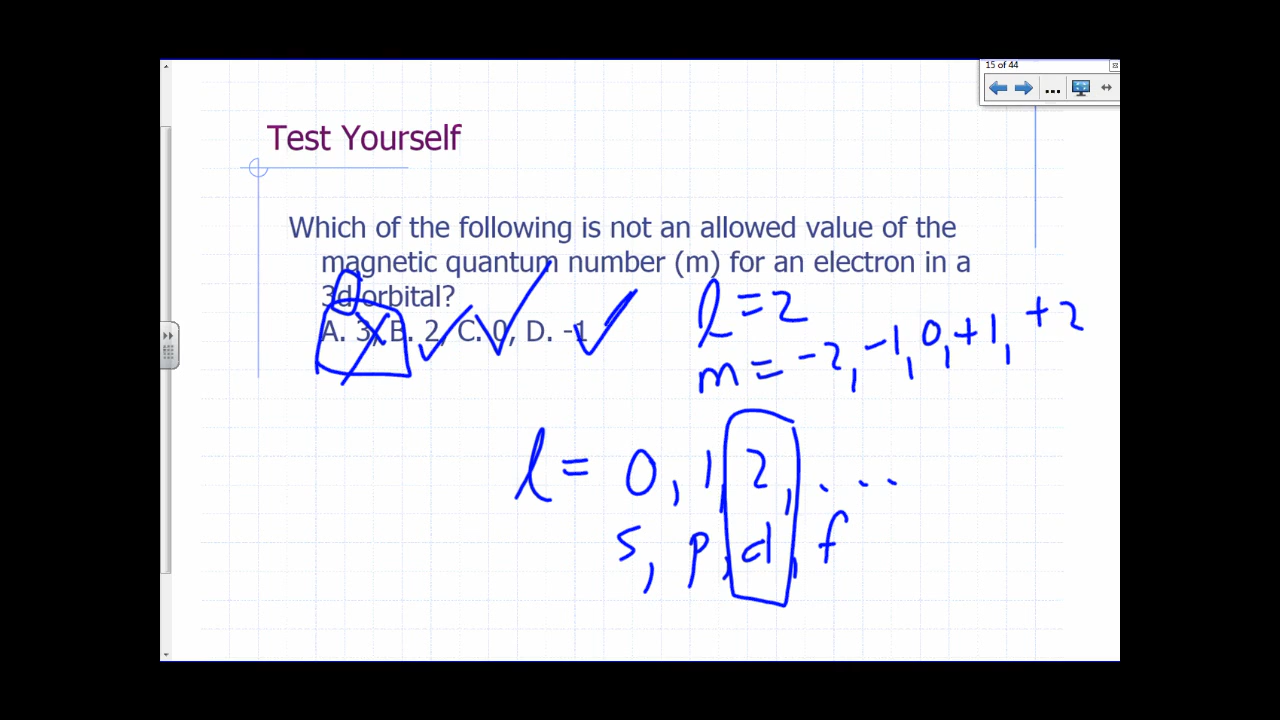 15 of 44
Test Yourself
Which of the following is not an allowed value of the
magnetic quantum number (m) for an electron in a
3d orbital?
A. 3, B. 2, C. 0, D. -1
l = 2
m = -2, -1, 0, +1, +2
l = 0, 1, 2, ...
s, p, d, f